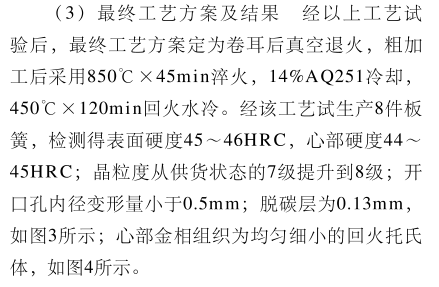 （3）最终工艺方案及结果　经以上工艺试
验后，最终工艺方案定为卷耳后真空退火，粗加
工后采用850℃×45min淬火，14%AQ251冷却，
450℃×120min回火水冷。经该工艺试生产8件板
簧，检测得表面硬度45～46HRC，心部硬度44～
45HRC；晶粒度从供货状态的7级提升到8级；开
口孔内径变形量小于0.5mm；脱碳层为0.13mm，
如图3所示；心部金相组织为均匀细小的回火托氏
体，如图4所示。